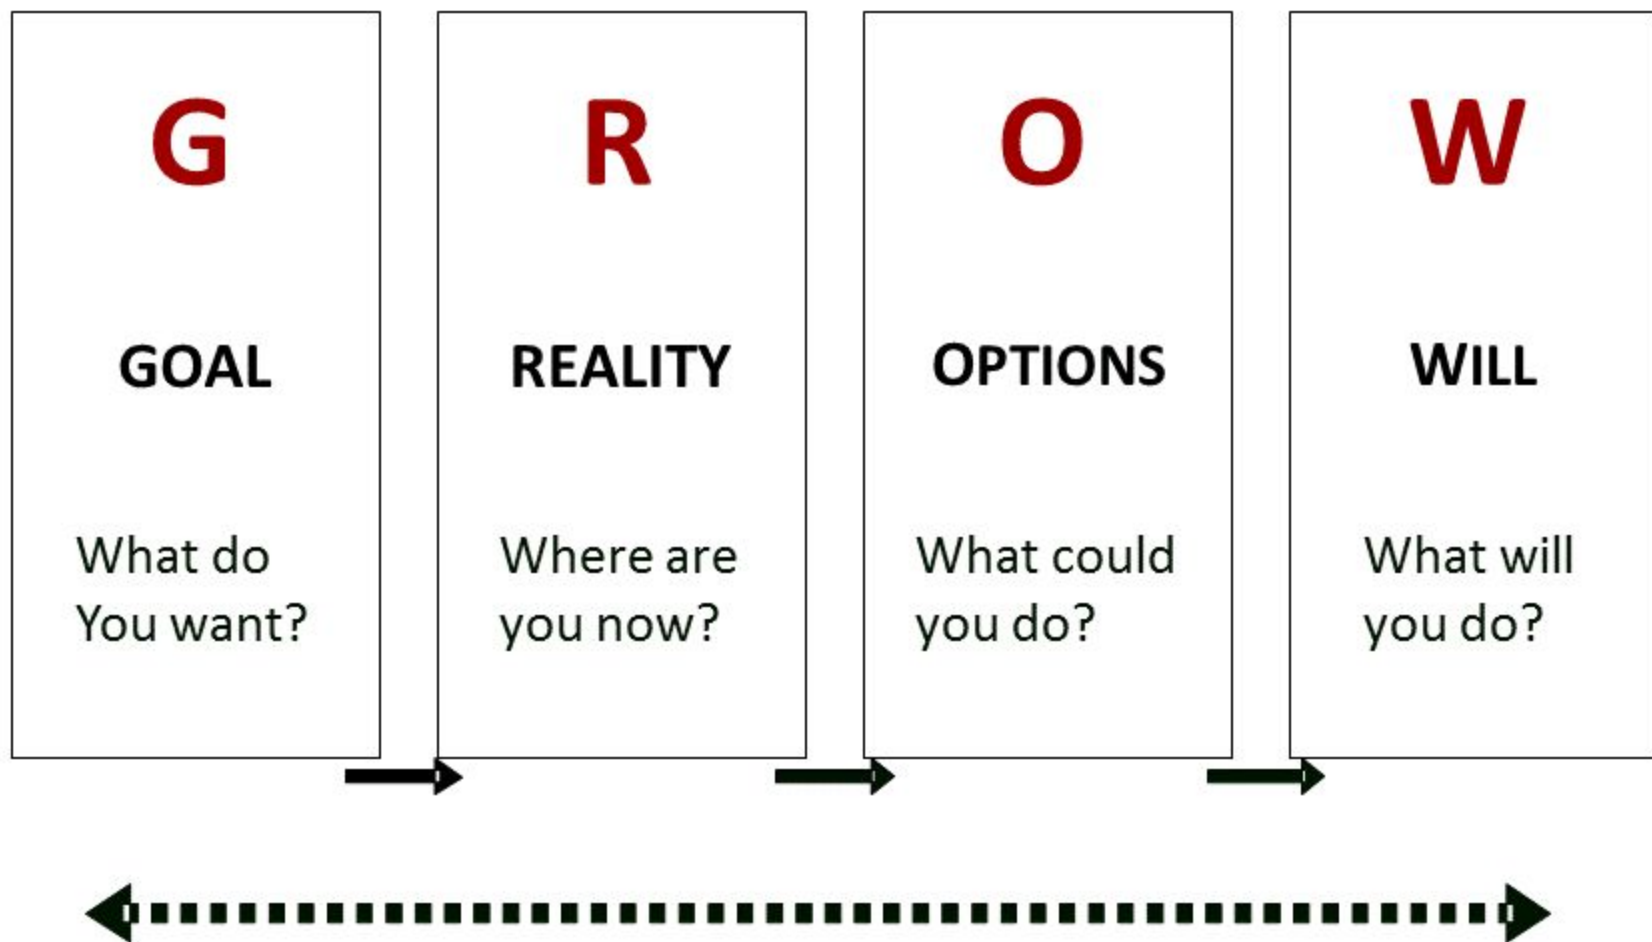 G
GOAL
What do
You want?
R
REALITY
Where are
you now?
O
OPTIONS
What could
you do?
W
WILL
What will
you do?